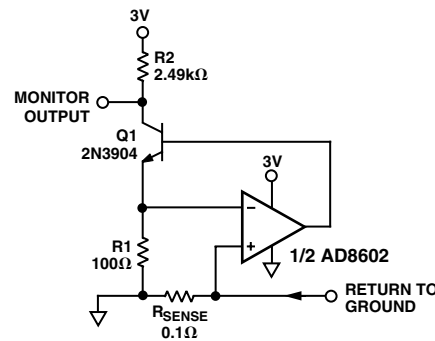 3V
R2
2.49kΩ
MONITOR
OUTPUT
Q1
2N3904
3V
−
+
R1
100Ω
1/2 AD8602
RSENSE
0.1Ω
RETURN TO
GROUND